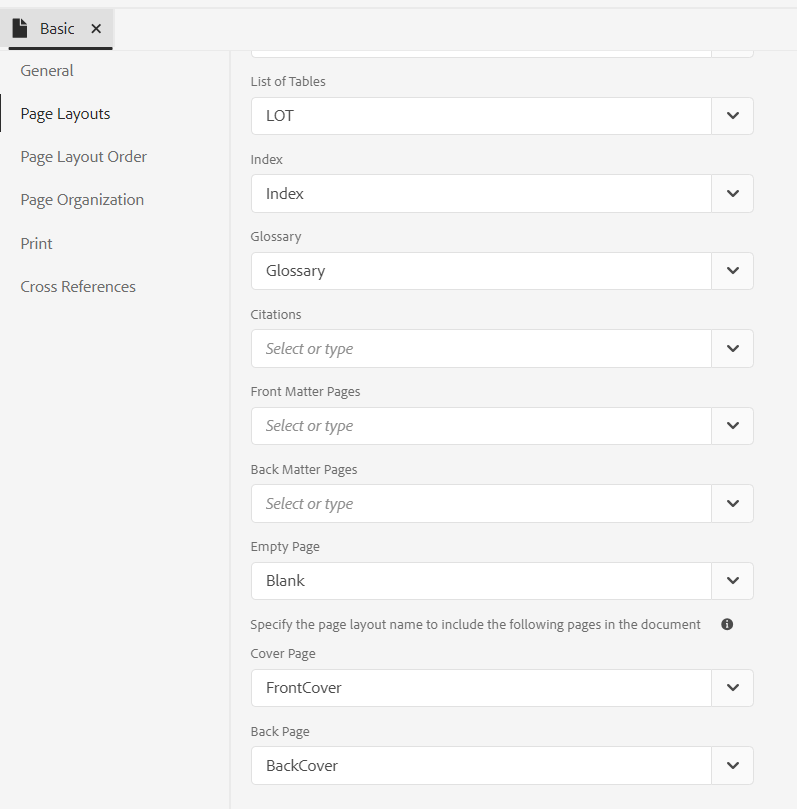 Basic
General
Page Layouts
Page Layout Order
Page Organization
Print
Cross References
List of Tables
LOT
Index
Index
Glossary
Glossary
Citations
Select or type
Front Matter Pages
Select or type
Back Matter Pages
Select or type
Empty Page
Blank
Specify the page layout name to include the following pages in the document
Cover Page
FrontCover
Back Page
BackCover